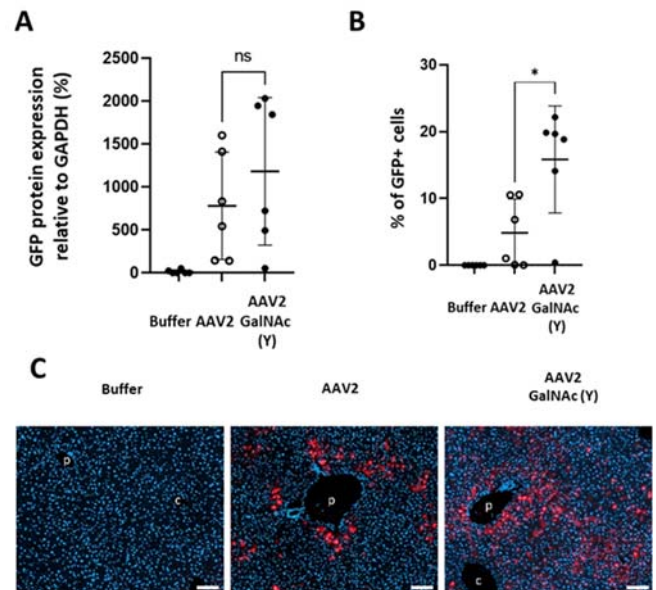 A
GFP protein expression
relative to GAPDH (%)
2500
2000
1500
1000
500
0
ns
Buffer AAV2 AAV2
GalNAc
(Y)
B
% of GFP+ cells
30
20
10
0
*
Buffer AAV2 AAV2
GalNAc
(Y)
C
Buffer
AAV2
AAV2
GalNAc (Y)
p
c
p
p
c